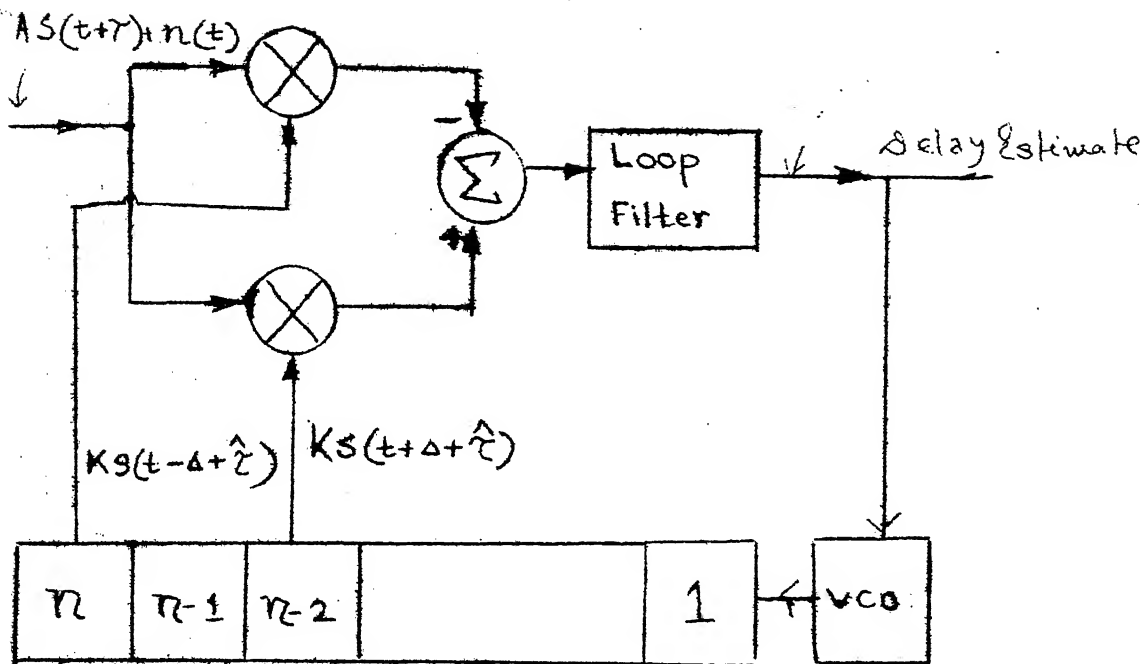 AS(t+τ)+n(t)
−
Σ
+
Loop
Filter
Delay Estimate
KS(t-Δ+τ̂)
KS(t+Δ+τ̂)
n
n-1
n-2
1
VCO